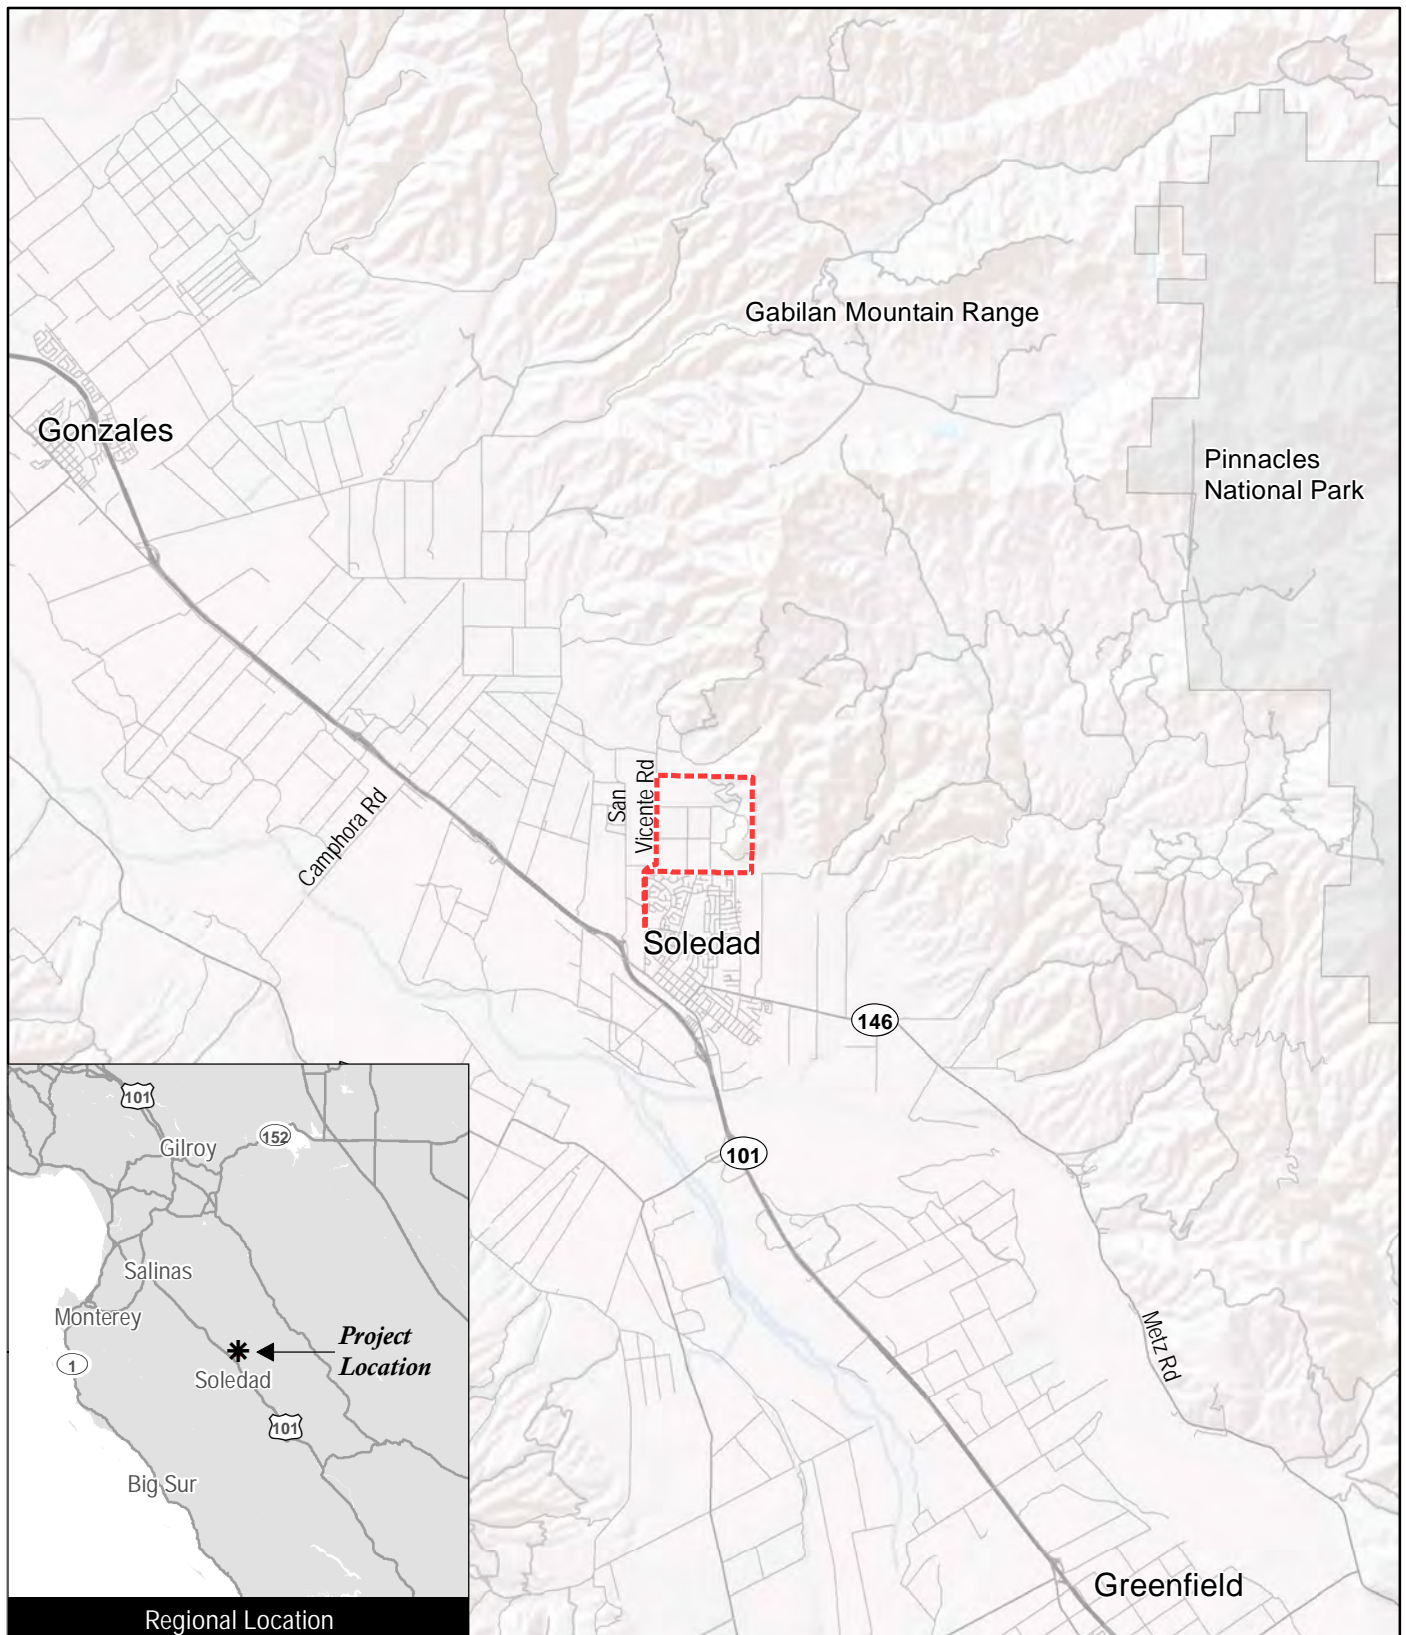 Gabilan Mountain Range
Gonzales
Pinnacles
National Park
San
Vicente Rd
Camphora Rd
Soledad
146
101
Metz Rd
Greenfield
101
152
Gilroy
Salinas
Monterey
1
Project
Location
Soledad
101
Big Sur
Regional Location